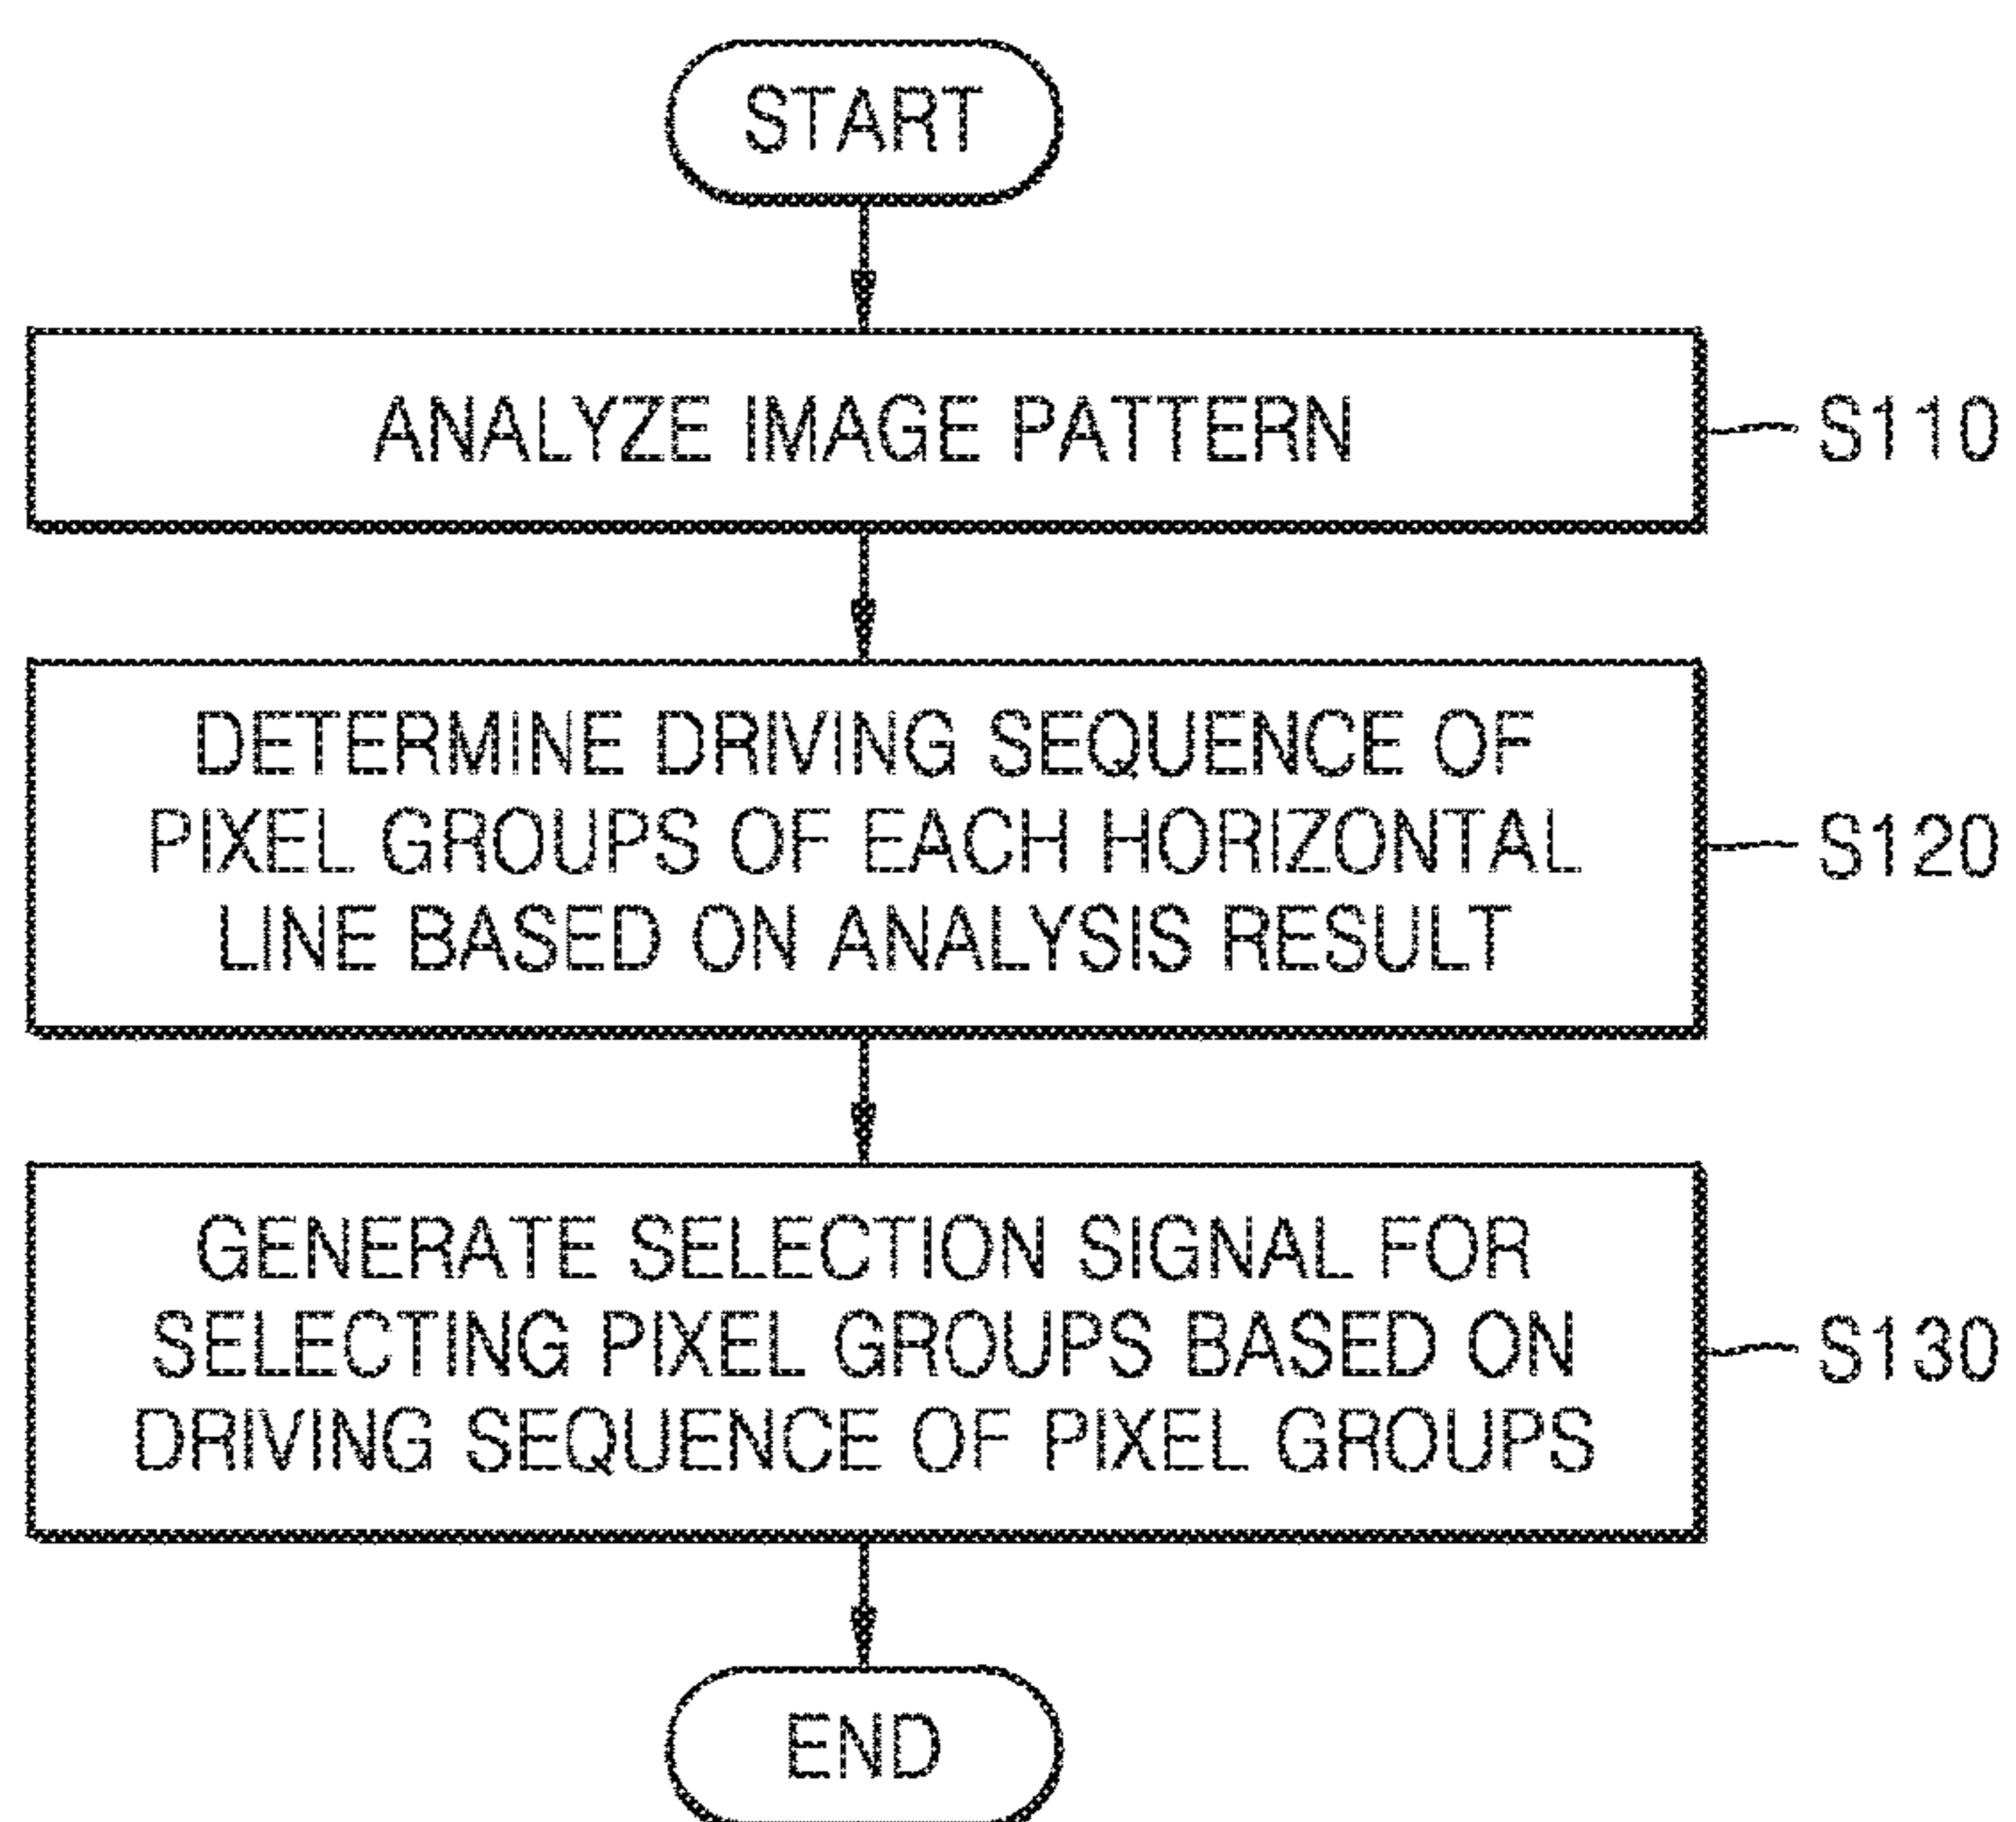 START
ANALYZE IMAGE PATTERN
S110
DETERMINE DRIVING SEQUENCE OF
PIXEL GROUPS OF EACH HORIZONTAL
LINE BASED ON ANALYSIS RESULT
S120
GENERATE SELECTION SIGNAL FOR
SELECTING PIXEL GROUPS BASED ON
DRIVING SEQUENCE OF PIXEL GROUPS
S130
END